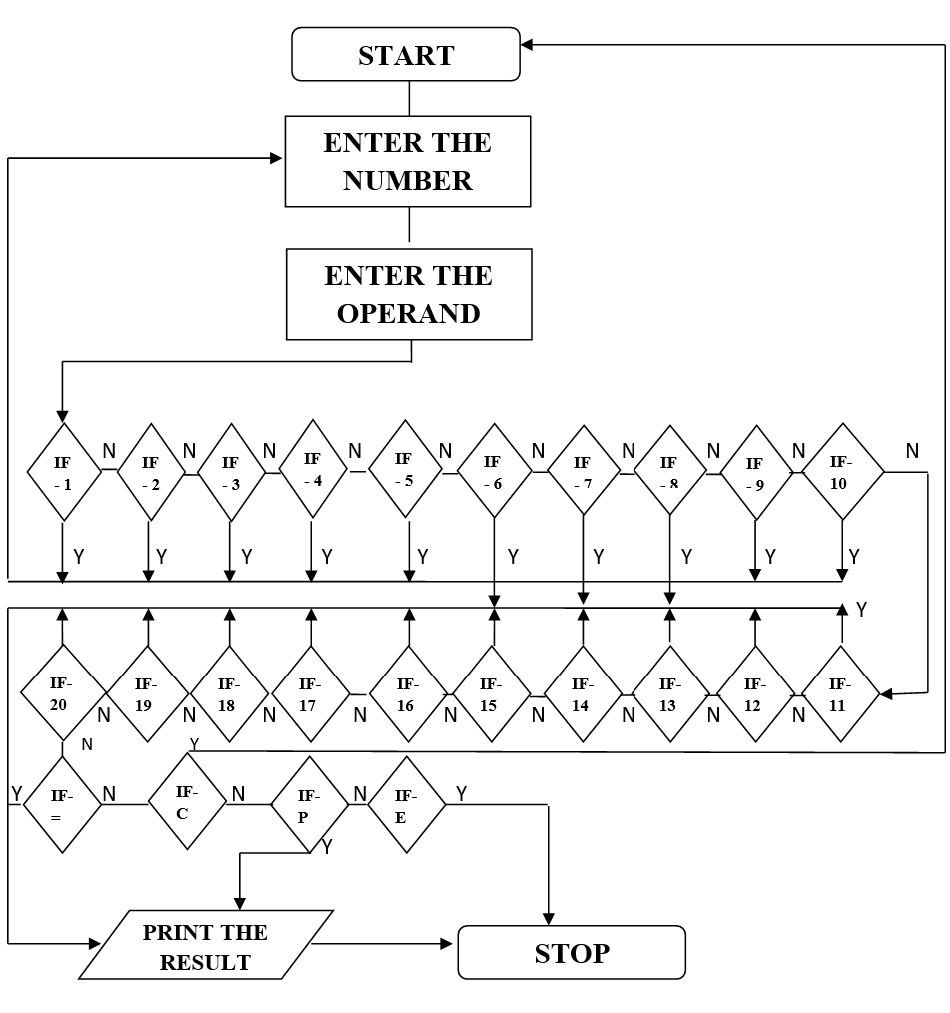 START
ENTER THE
NUMBER
ENTER THE
OPERAND
IF
- 1
N
IF
- 2
N
IF
- 3
N
IF
- 4
N
IF
- 5
N
IF
- 6
N
IF
- 7
N
IF
- 8
N
IF
- 9
N
IF-
10
N
Y
Y
Y
Y
Y
Y
Y
Y
Y
Y
Y
IF-
20
N
IF-
19
N
IF-
18
N
IF-
17
N
IF-
16
N
IF-
15
N
IF-
14
N
IF-
13
N
IF-
12
N
IF-
11
N
Y
Y
IF-
=
N
IF-
C
N
IF-
P
N
IF-
E
Y
Y
PRINT THE
RESULT
STOP